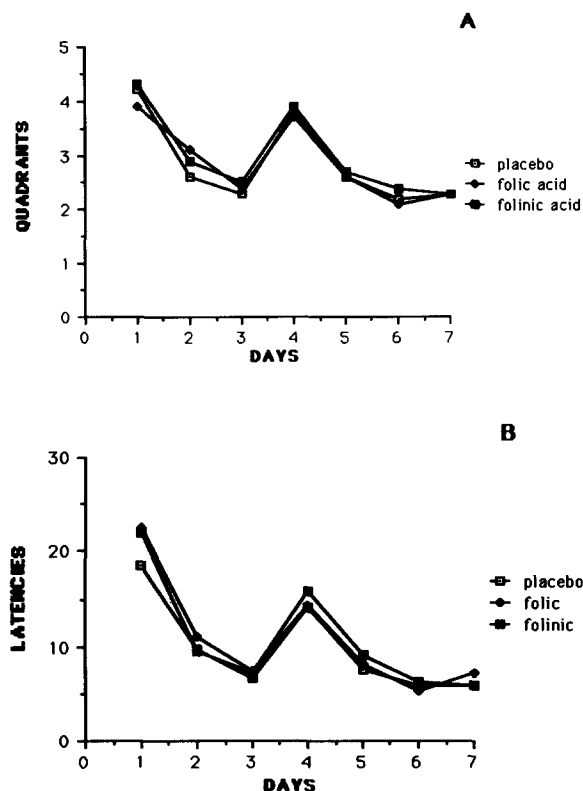 A
5
4
3
2
1
0
QUADRANTS
0 1 2 3 4 5 6 7
DAYS
placebo
folic acid
folinic acid
B
30
20
10
0
LATENCIES
0 1 2 3 4 5 6 7
DAYS
placebo
folic
folinic